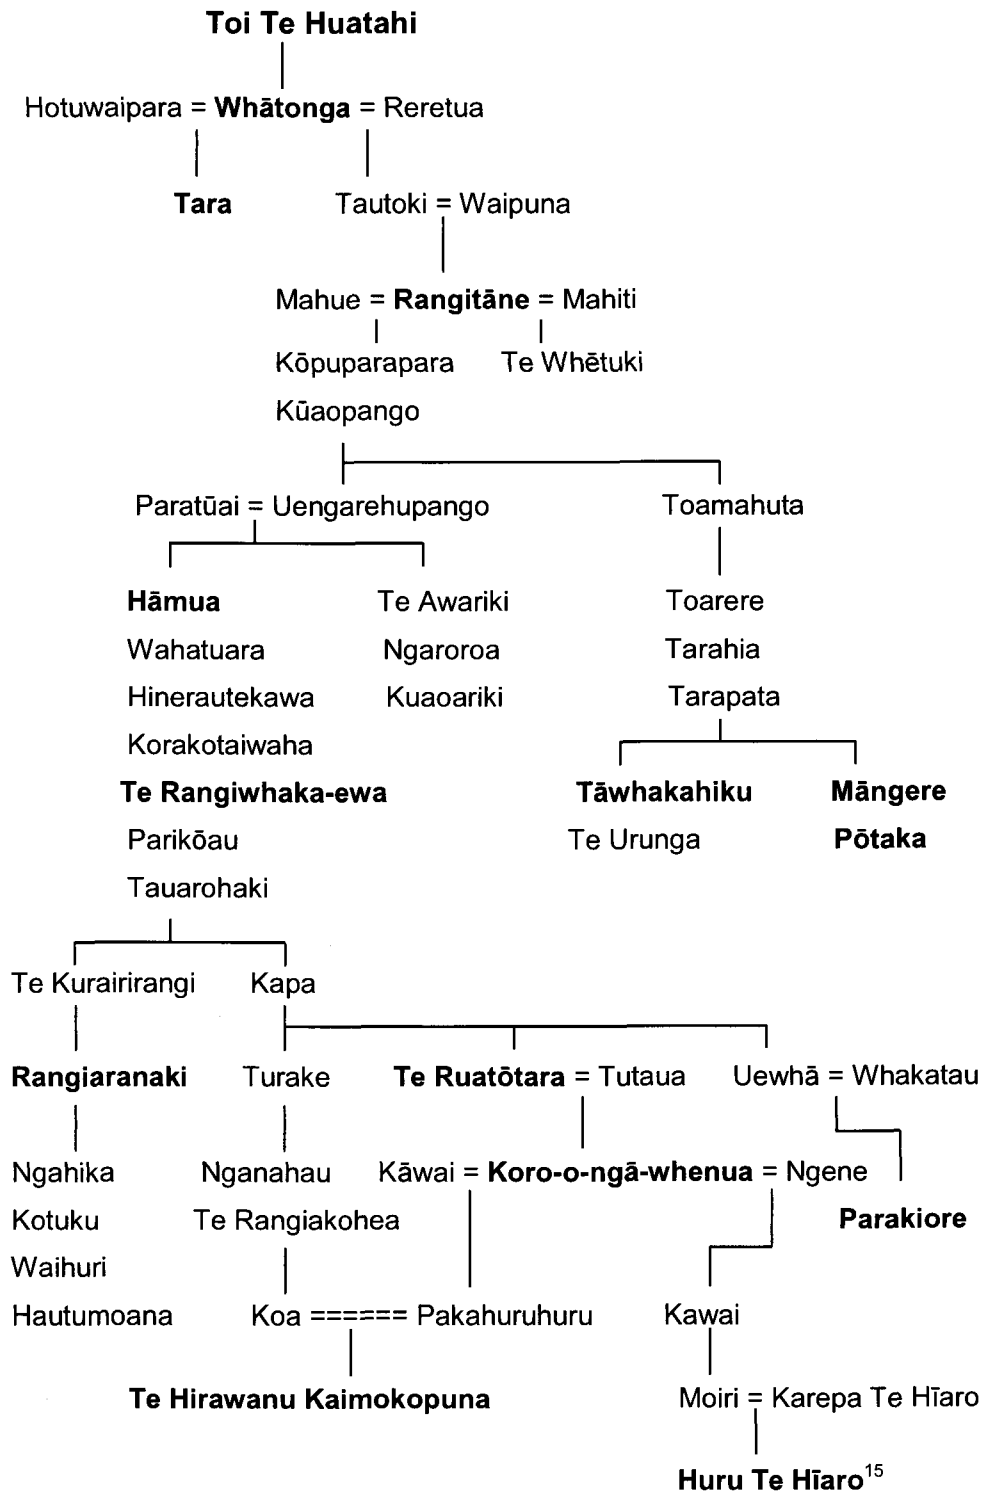 Toi Te Huatahi
Hotuwaipara = Whātonga = Reretua
Tara Tautoki = Waipuna
Mahue = Rangitāne = Mahiti
Kōpuparapara Te Whētuki
Kūaopango
Paratūai = Uengarehupango Toamahuta
Hāmua Te Awariki Toarere
Wahatuara Ngaroroa Tarahia
Hinerautekawa Kuaoariki Tarapata
Korakotaiwaha
Te Rangiwhaka-ewa Tāwhakahiku Māngere
Parikōau Te Urunga Pōtaka
Tauarohaki
Te Kurairirangi Kapa
Rangiaranaki Turake Te Ruatōtara = Tutaua Uewhā = Whakatau
Ngahika Nganahau Kāwai = Koro-o-ngā-whenua = Ngene
Kotuku Te Rangiakohea Parakiore
Waihuri
Hautumoana Koa ====== Pakahuruhuru Kawai
Te Hirawanu Kaimokopuna Moiri = Karepa Te Hīaro
Huru Te Hīaro15